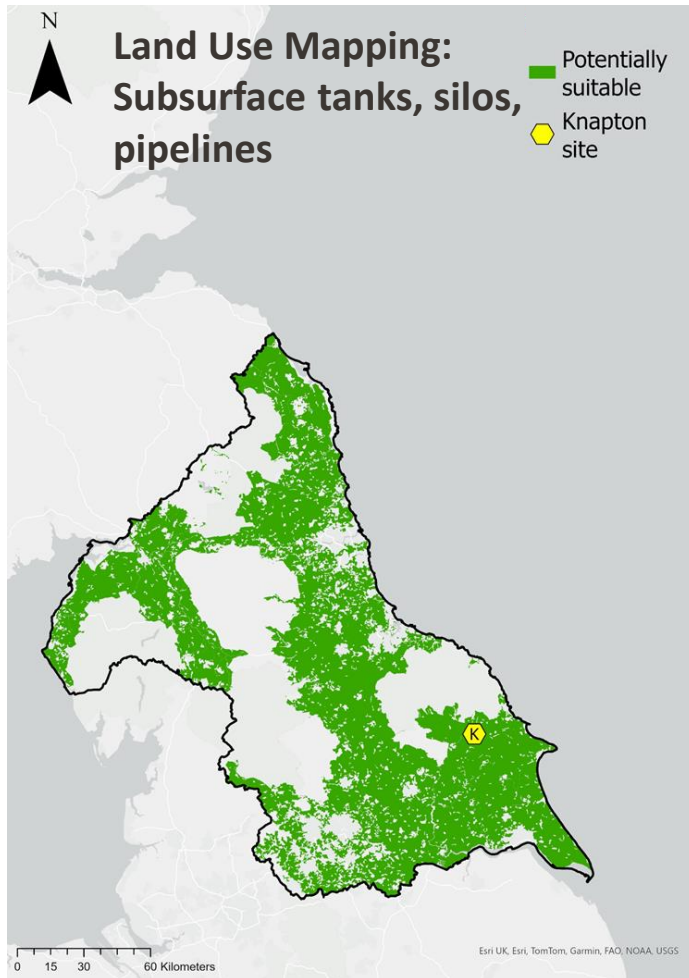 N
Land Use Mapping:
Subsurface tanks, silos,
pipelines
Potentially
suitable
Knapton
site
K
0 15 30 60 Kilometers
Esri UK, Esri, TomTom, Garmin, FAO, NOAA, USGS